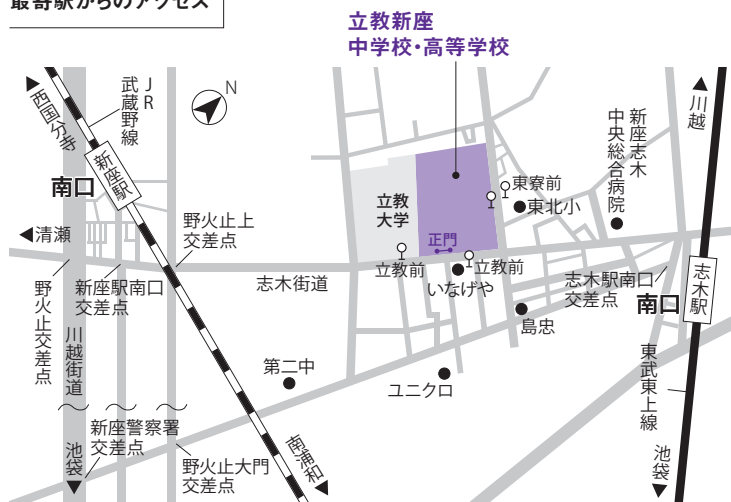 最寄駅からのアクセス
立教新座
中学校・高等学校
N
西国分寺
JR
武蔵野線
新座駅
南口
清瀬
野火止上
交差点
新座駅南口
交差点
野火止交差点
川越街道
志木街道
立教
大学
正門
立教前
立教前
いなげや
東寮前
東北小
新座志木
中央総合病院
川越
志木駅南口
交差点
南口
志木駅
島忠
第二中
ユニクロ
東武東上線
新座警察署
交差点
池袋
野火止大門
交差点
南浦和
池袋